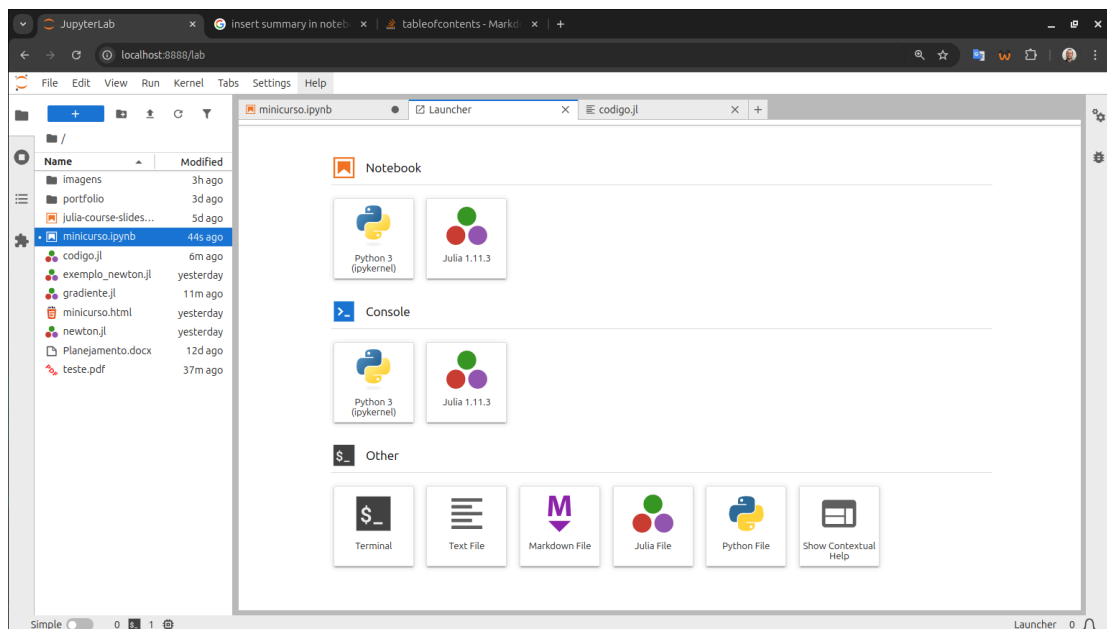 JupyterLab
insert summary in noteb
tableofcontents - Markd
localhost:8888/lab
File Edit View Run Kernel Tabs Settings Help
minicurso.ipynb
Launcher
codigo.jl
/
Name Modified
imagens 3h ago
portfolio 3d ago
julia-course-slides... 5d ago
minicurso.ipynb 44s ago
codigo.jl 6m ago
exemplo_newton.jl yesterday
gradiente.jl 11m ago
minicurso.html yesterday
newton.jl yesterday
Planejamento.docx 12d ago
teste.pdf 37m ago
Notebook
Python 3
(ipykernel)
Julia 1.11.3
Console
Python 3
(ipykernel)
Julia 1.11.3
$_ Other
$_
M
Terminal
Text File
Markdown File
Julia File
Python File
Show Contextual
Help
Simple 0 $_ 1
Launcher 0